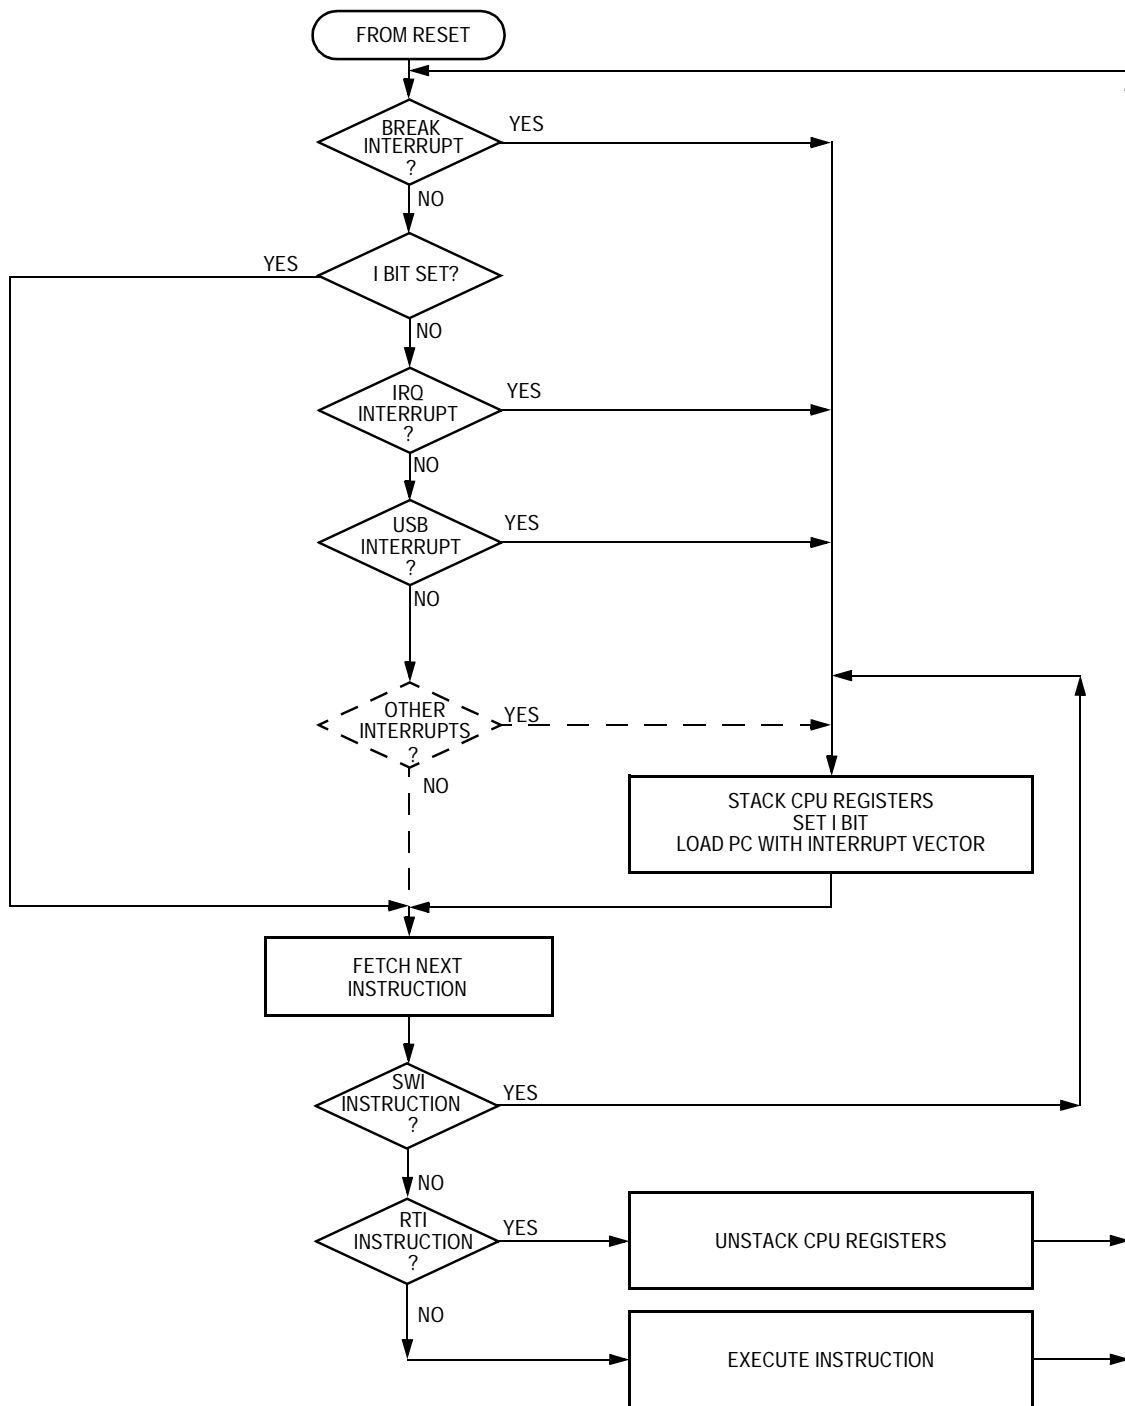 FROM RESET
BREAK
INTERRUPT
?
YES
NO
I BIT SET?
YES
NO
IRQ
INTERRUPT
?
YES
NO
USB
INTERRUPT
?
YES
NO
OTHER
INTERRUPTS
?
YES
NO
STACK CPU REGISTERS
SET I BIT
LOAD PC WITH INTERRUPT VECTOR
FETCH NEXT
INSTRUCTION
SWI
INSTRUCTION
?
YES
NO
RTI
INSTRUCTION
?
YES
UNSTACK CPU REGISTERS
NO
EXECUTE INSTRUCTION